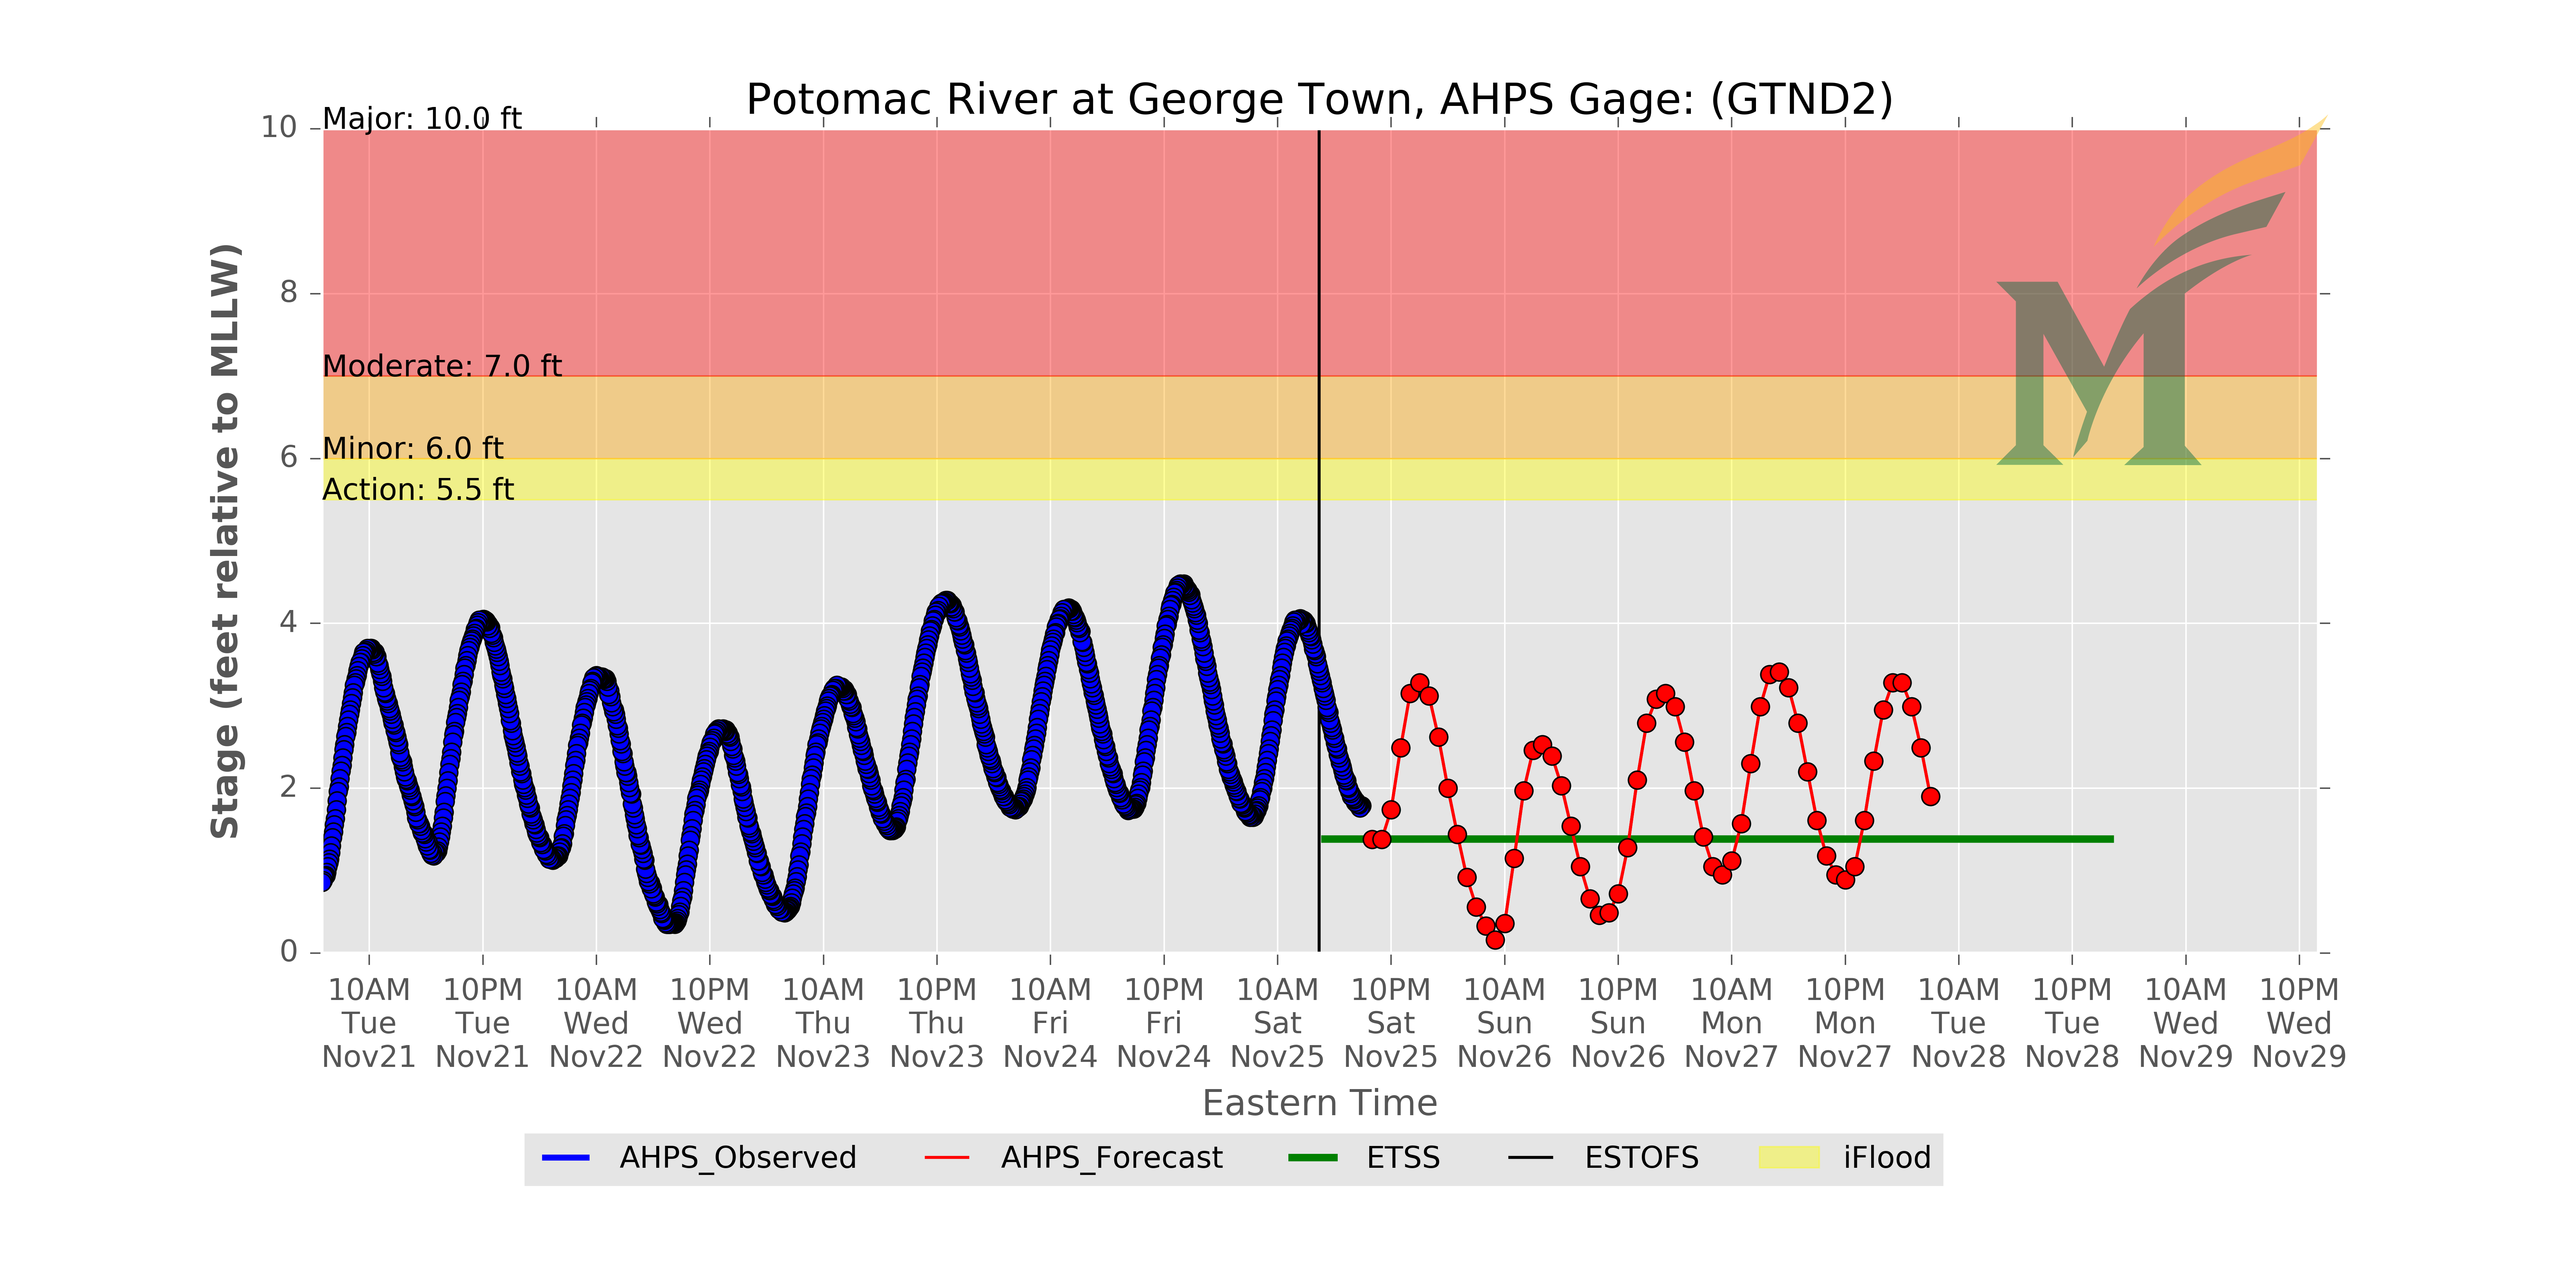 Potomac River at George Town, AHPS Gage: (GTND2)
Major: 10.0 ft
Moderate: 7.0 ft
Minor: 6.0 ft
Action: 5.5 ft
10
8
6
4
2
0
Stage (feet relative to MLLW)
10AM 10PM 10AM 10PM 10AM 10PM 10AM 10PM 10AM 10PM 10AM 10PM 10AM 10PM 10AM 10PM 10AM 10PM
Tue Tue Wed Wed Thu Thu Fri Fri Sat Sat Sun Sun Mon Mon Tue Tue Wed Wed
Nov21 Nov21 Nov22 Nov22 Nov23 Nov23 Nov24 Nov24 Nov25 Nov25 Nov26 Nov26 Nov27 Nov27 Nov28 Nov28 Nov29 Nov29
Eastern Time
AHPS_Observed AHPS_Forecast ETSS ESTOFS iFlood
M